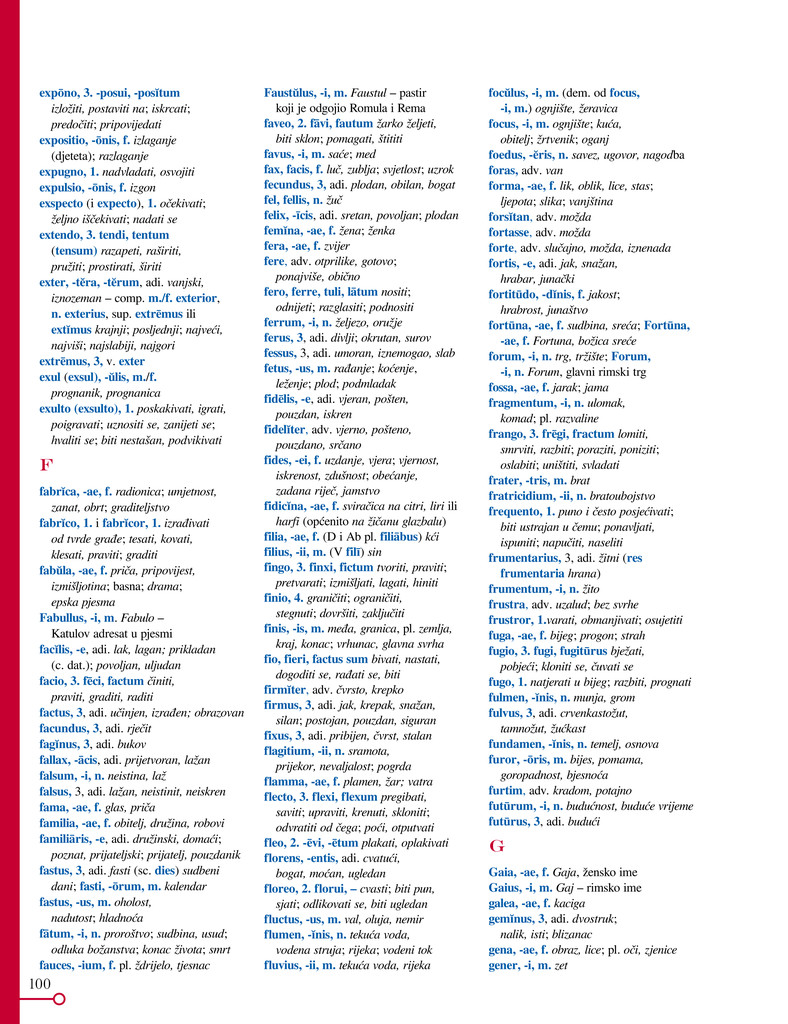 expōno, 3. -posui, -posĭtum
izložiti, postaviti na; iskrcati;
predočiti; pripovijedati
expositio, -ōnis, f. izlaganje
(djeteta); razlaganje
expugno, 1. nadvladati, osvojiti
expulsio, -ōnis, f. izgon
exspecto (i expecto), 1. očekivati;
željno iščekivati; nadati se
extendo, 3. tendi, tentum
(tensum) razapeti, raširiti,
pružiti; prostirati, širiti
exter, -tĕra, -tĕrum, adi. vanjski,
iznozeman – comp. m./f. exterior,
n. exterius, sup. extrēmus ili
extĭmus krajnji; posljednji; najveći,
najviši; najslabiji, najgori
extrēmus, 3, v. exter
exul (exsul), -ŭlis, m./f.
prognanik, prognanica
exulto (exsulto), 1. poskakivati, igrati,
poigravati; uznositi se, zanijeti se;
hvaliti se; biti nestašan, podvikivati
F
fabrĭca, -ae, f. radionica; umjetnost,
zanat, obrt; graditeljstvo
fabrĭco, 1. i fabrĭcor, 1. izrađivati
od tvrde građe; tesati, kovati,
klesati, praviti; graditi
fabŭla, -ae, f. priča, pripovijest,
izmišljotina; basna; drama;
epska pjesma
Fabullus, -i, m. Fabulo –
Katulov adresat u pjesmi
facĭlis, -e, adi. lak, lagan; prikladan
(c. dat.); povoljan, uljudan
facio, 3. fēci, factum činiti,
praviti, graditi, raditi
factus, 3, adi. učinjen, izrađen; obrazovan
facundus, 3, adi. rječit
fagĭnus, 3, adi. bukov
fallax, -ācis, adi. prijetvoran, lažan
falsum, -i, n. neistina, laž
falsus, 3, adi. lažan, neistinit, neiskren
fama, -ae, f. glas, priča
familia, -ae, f. obitelj, družina, robovi
familiāris, -e, adi. družinski, domaći;
poznat, prijateljski; prijatelj, pouzdanik
fastus, 3, adi. fasti (sc. dies) sudbeni
dani; fasti, -ōrum, m. kalendar
fastus, -us, m. oholost,
nadutost; hladnoća
fātum, -i, n. proroštvo; sudbina, usud;
odluka božanstva; konac života; smrt
fauces, -ium, f. pl. ždrijelo, tjesnac
Faustŭlus, -i, m. Faustul – pastir
koji je odgojio Romula i Rema
faveo, 2. fāvi, fautum žarko željeti,
biti sklon; pomagati, štititi
favus, -i, m. saće; med
fax, facis, f. luč, zublja; svjetlost; uzrok
fecundus, 3, adi. plodan, obilan, bogat
fel, fellis, n. žuč
felix, -īcis, adi. sretan, povoljan; plodan
femĭna, -ae, f. žena; ženka
fera, -ae, f. zvijer
fere, adv. otprilike, gotovo;
ponajviše, obično
fero, ferre, tuli, lātum nositi;
odnijeti; razglasiti; podnositi
ferrum, -i, n. željezo, oružje
ferus, 3, adi. divlji; okrutan, surov
fessus, 3, adi. umoran, iznemogao, slab
fetus, -us, m. rađanje; koćenje,
leženje; plod; podmladak
fidēlis, -e, adi. vjeran, pošten,
pouzdan, iskren
fidelĭter, adv. vjerno, pošteno,
pouzdano, srčano
fides, -ei, f. uzdanje, vjera; vjernost,
iskrenost, zdušnost; obećanje,
zadana riječ, jamstvo
fidicĭna, -ae, f. sviračica na citri, liri ili
harfi (općenito na žičanu glazbalu)
filia, -ae, f. (D i Ab pl. filiābus) kći
filius, -ii, m. (V filī) sin
fingo, 3. finxi, fictum tvoriti, praviti;
pretvarati; izmišljati, lagati, hiniti
finio, 4. graničiti; ograničiti,
stegnuti; dovršiti, zaključiti
finis, -is, m. međa, granica, pl. zemlja,
kraj, konac; vrhunac, glavna svrha
fio, fieri, factus sum bivati, nastati,
dogoditi se, rađati se, biti
firmĭter, adv. čvrsto, krepko
firmus, 3, adi. jak, krepak, snažan,
silan; postojan, pouzdan, siguran
fixus, 3, adi. pribijen, čvrst, stalan
flagitium, -ii, n. sramota,
prijekor, nevaljalost; pogrda
flamma, -ae, f. plamen, žar; vatra
flecto, 3. flexi, flexum pregibati,
saviti; upraviti, krenuti, skloniti;
odvratiti od čega; poći, otputvati
fleo, 2. -ēvi, -ētum plakati, oplakivati
florens, -entis, adi. cvatući,
bogat, moćan, ugledan
floreo, 2. florui, – cvasti; biti pun,
sjati; odlikovati se, biti ugledan
fluctus, -us, m. val, oluja, nemir
flumen, -ĭnis, n. tekuća voda,
vodena struja; rijeka; vodeni tok
fluvius, -ii, m. tekuća voda, rijeka
focŭlus, -i, m. (dem. od focus,
-i, m.) ognjište, žeravica
focus, -i, m. ognjište; kuća,
obitelj; žrtvenik; oganj
foedus, -ĕris, n. savez, ugovor, nagodba
foras, adv. van
forma, -ae, f. lik, oblik, lice, stas;
ljepota; slika; vanjština
forsĭtan, adv. možda
fortasse, adv. možda
forte, adv. slučajno, možda, iznenada
fortis, -e, adi. jak, snažan,
hrabar, junački
fortitūdo, -dĭnis, f. jakost;
hrabrost, junaštvo
fortūna, -ae, f. sudbina, sreća; Fortūna,
-ae, f. Fortuna, božica sreće
forum, -i, n. trg, tržište; Forum,
-i, n. Forum, glavni rimski trg
fossa, -ae, f. jarak; jama
fragmentum, -i, n. ulomak,
komad; pl. razvaline
frango, 3. frēgi, fractum lomiti,
smrviti, razbiti; poraziti, poniziti;
oslabiti; uništiti, svladati
frater, -tris, m. brat
fratricidium, -ii, n. bratoubojstvo
frequento, 1. puno i često posjećivati;
biti ustrajan u čemu; ponavljati,
ispuniti; napučiti, naseliti
frumentarius, 3, adi. žitni (res
frumentaria hrana)
frumentum, -i, n. žito
frustra, adv. uzalud; bez svrhe
frustror, 1.varati, obmanjivati; osujetiti
fuga, -ae, f. bijeg; progon; strah
fugio, 3. fugi, fugitūrus bježati,
pobjeći; kloniti se, čuvati se
fugo, 1. natjerati u bijeg; razbiti, prognati
fulmen, -ĭnis, n. munja, grom
fulvus, 3, adi. crvenkastožut,
tamnožut, žućkast
fundamen, -ĭnis, n. temelj, osnova
furor, -ōris, m. bijes, pomama,
goropadnost, bjesnoća
furtim, adv. kradom, potajno
futūrum, -i, n. budućnost, buduće vrijeme
futūrus, 3, adi. budući
G
Gaia, -ae, f. Gaja, žensko ime
Gaius, -i, m. Gaj – rimsko ime
galea, -ae, f. kaciga
gemĭnus, 3, adi. dvostruk;
nalik, isti; blizanac
gena, -ae, f. obraz, lice; pl. oči, zjenice
gener, -i, m. zet
100